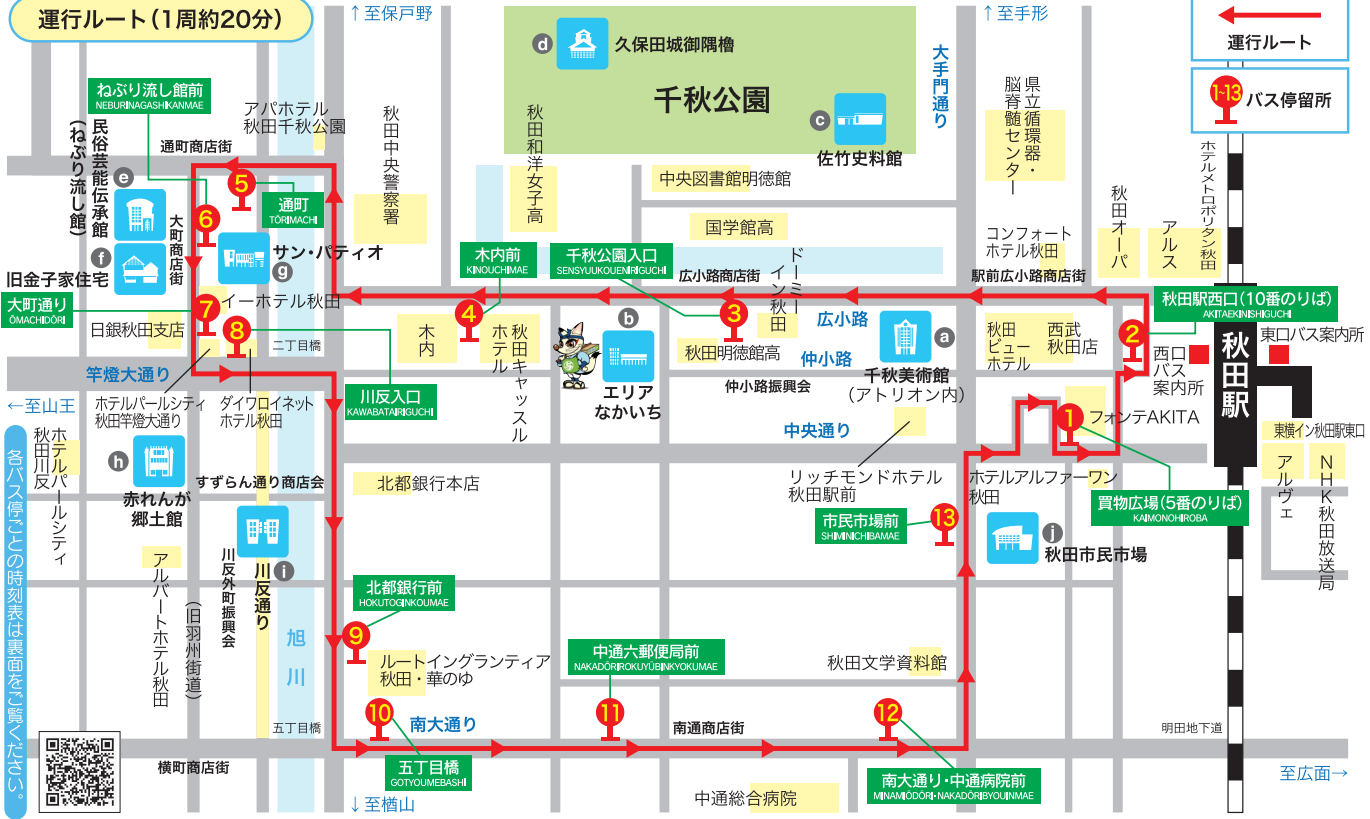 運行ルート(1周約20分)
↑至保戸野
↑至手形
運行ルート
1~13
バス停留所
d
久保田城御隅櫓
千秋公園
c
佐竹史料館
大手門通り
県立循環器・
脳脊髄センター
ねぶり流し館前
NEBURINAGASHIKANMAE
アパホテル
秋田千秋公園
通町商店街
民俗芸能伝承館
(ねぶり流し館)
e
5
通町
TŌRIMACHI
6
大町商店街
秋田中央警察署
秋田和洋女子高
中央図書館明徳館
国学館高
コンフォート
ホテル秋田
秋田オーパ
アルス
ホテルメトロポリタン秋田
f
旧金子家住宅
サン・パティオ
g
木内前
KINOUCHIMAE
千秋公園入口
SENSYUUKOUENIRIGUCHI
広小路商店街
ドーミーイン秋田
駅前広小路商店街
大町通り
ŌMACHIDŌRI
7
イーホテル秋田
日銀秋田支店
8
二丁目橋
木内
4
秋田キャッスル
ホテル
b
エリア
なかいち
3
秋田明徳館高
広小路
仲小路
仲小路振興会
千秋美術館
(アトリオン内)
a
秋田
ビュー
ホテル
西武
秋田店
2
秋田駅西口(10番のりば)
AKITAEKINISHIGUCHI
西口
バス
案内所
秋田駅
東口バス案内所
竿燈大通り
←至山王
ホテルパールシティ
秋田竿燈大通り
ダイワロイネット
ホテル秋田
川反入口
KAWABATAIRIGUCHI
中央通り
1
フォンテAKITA
東横イン秋田駅東口
アルヴェ
NHK秋田放送局
ホテルパールシティ
秋田川反
h
赤れんが
郷土館
すずらん通り商店会
北都銀行本店
リッチモンドホテル
秋田駅前
ホテルアルファーワン
秋田
買物広場(5番のりば)
KAIMONOHIROBA
市民市場前
SHIMINICHIBAMAE
13
j
秋田市民市場
アルバートホテル秋田
(旧羽州街道)
川反外町振興会
i
川反通り
旭川
北都銀行前
HOKUTOGINKOUMAE
9
ルートイングランティア
秋田・華のゆ
中通六郵便局前
NAKADŌRIROKUYŪBINKYOKUMAE
秋田文学資料館
10
南大通り
11
南通商店街
12
明田地下道
五丁目橋
横町商店街
五丁目橋
GOTYOUMEBASHI
南大通り・中通病院前
MINAMIŌDŌRI・NAKADŌRIBYOUINMAE
至広面→
↓至楢山
中通総合病院
各バス停ごとの時刻表は裏面をご覧ください。